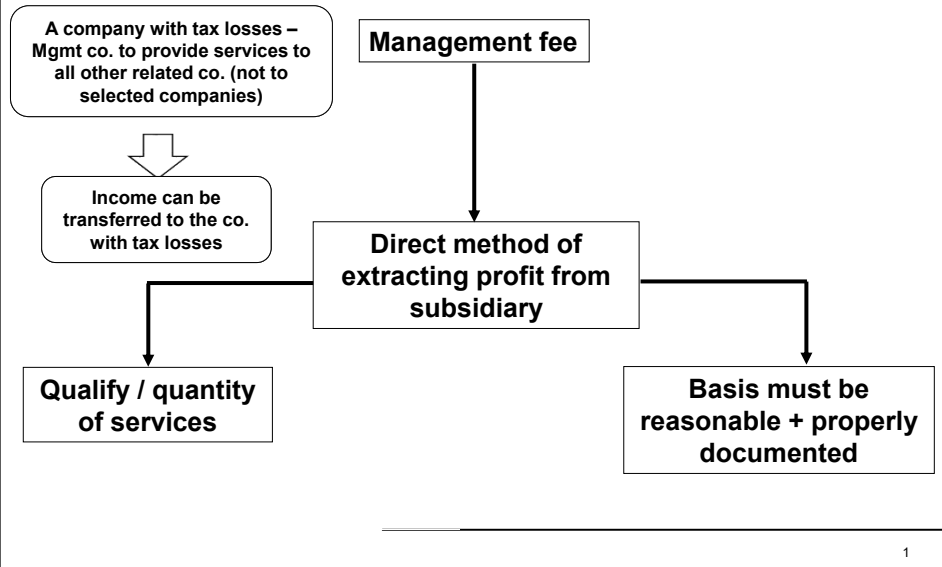 A company with tax losses –
Mgmt co. to provide services to
all other related co. (not to
selected companies)
Management fee
Income can be
transferred to the co.
with tax losses
Direct method of
extracting profit from
subsidiary
Qualify / quantity
of services
Basis must be
reasonable + properly
documented
1